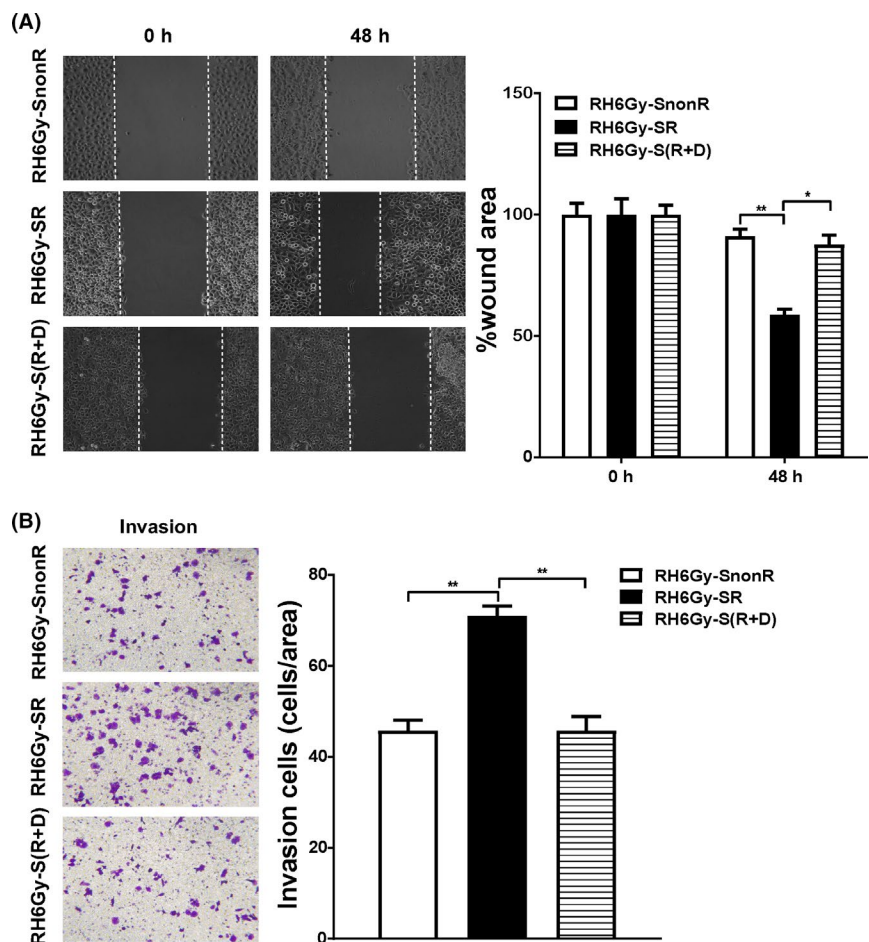 (A)
0 h
48 h
RH6Gy-SnonR
RH6Gy-SR
RH6Gy-S(R+D)
%wound area
150
100
50
0
RH6Gy-SnonR
RH6Gy-SR
RH6Gy-S(R+D)
**
*
0 h
48 h
(B)
Invasion
RH6Gy-SnonR
RH6Gy-SR
RH6Gy-S(R+D)
Invasion cells (cells/area)
80
60
40
20
0
**
**
RH6Gy-SnonR
RH6Gy-SR
RH6Gy-S(R+D)